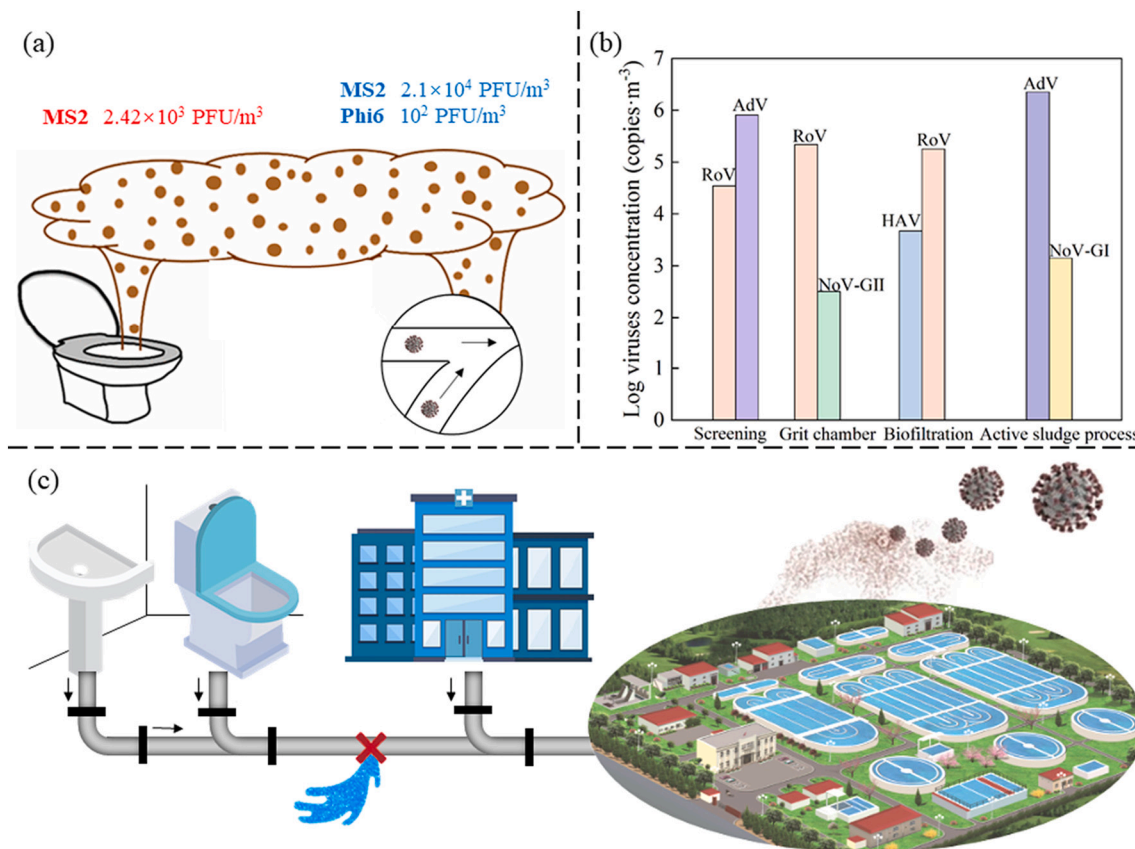 (a)
MS2 2.42×10³ PFU/m³
MS2 2.1×10⁴ PFU/m³
Phi6 10² PFU/m³
(b)
Log viruses concentration (copies·m⁻³)
7
6
5
4
3
2
1
0
RoV
AdV
RoV
NoV-GII
HAV
RoV
AdV
NoV-GI
Screening Grit chamber Biofiltration Active sludge process
(c)